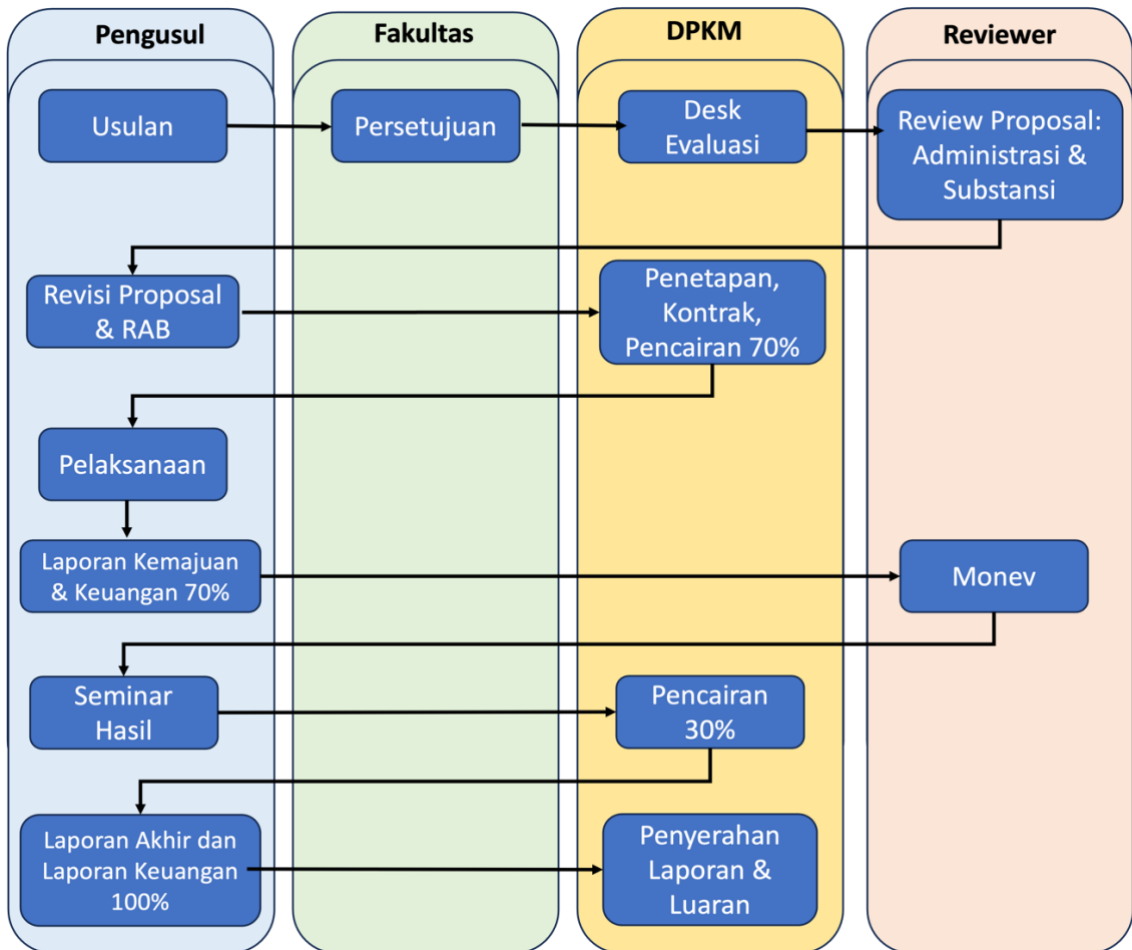 Pengusul
Fakultas
DPKM
Reviewer
Usulan
Persetujuan
Desk
Evaluasi
Review Proposal:
Administrasi &
Substansi
Revisi Proposal
& RAB
Penetapan,
Kontrak,
Pencairan 70%
Pelaksanaan
Laporan Kemajuan
& Keuangan 70%
Monev
Seminar
Hasil
Pencairan
30%
Laporan Akhir dan
Laporan Keuangan
100%
Penyerahan
Laporan &
Luaran